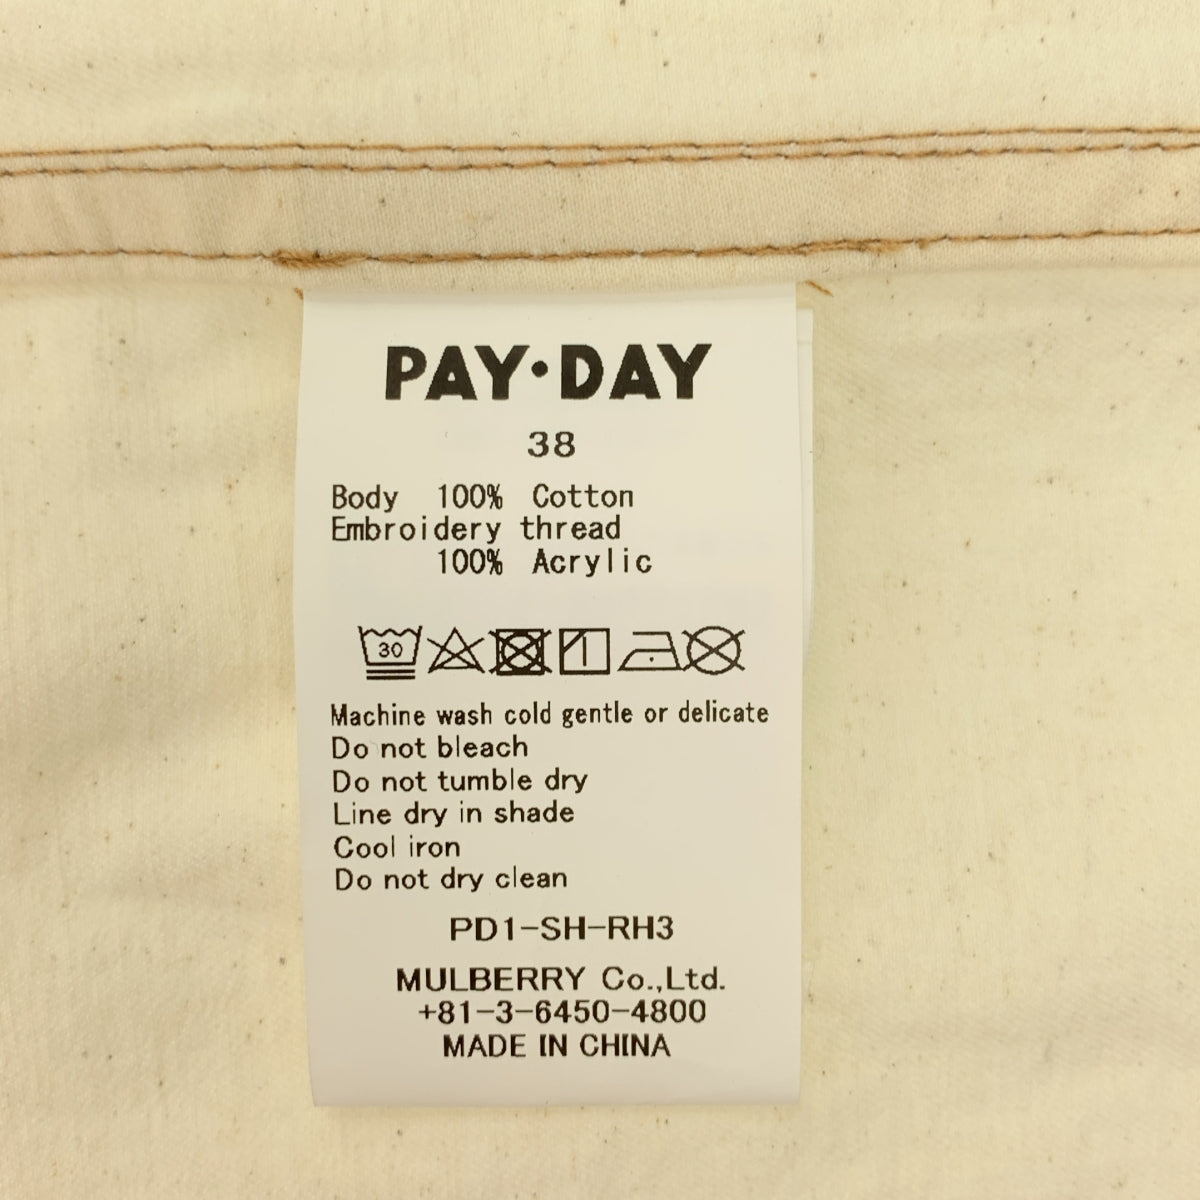 PAY·DAY
38
Body 100% Cotton
Embroidery thread
100% Acrylic
30
Machine wash cold gentle or delicate
Do not bleach
Do not tumble dry
Line dry in shade
Cool iron
Do not dry clean
PD1-SH-RH3
MULBERRY Co.,Ltd.
+81-3-6450-4800
MADE IN CHINA